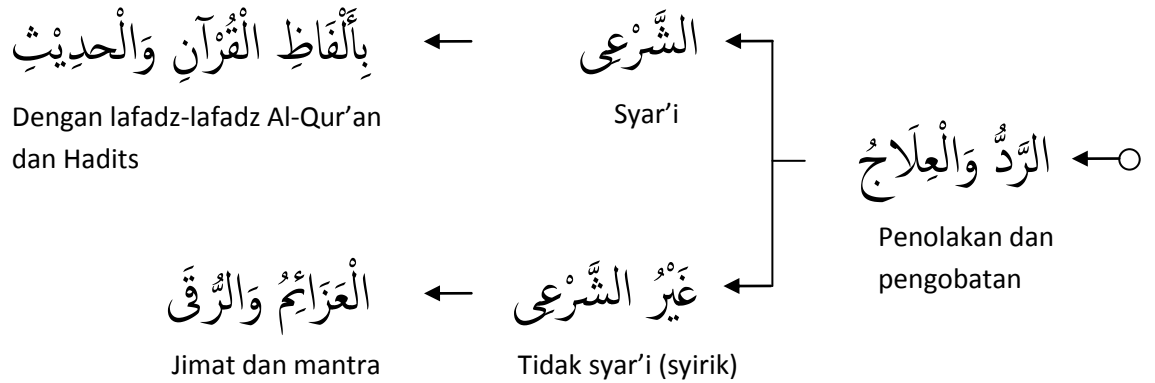 الرَّدُّ وَالْعِلَاجُ
Penolakan dan
pengobatan
الشَّرْعِى
Syar’i
بِأَلْفَاظِ الْقُرْآنِ وَالْحدِيْثِ
Dengan lafadz-lafadz Al-Qur’an
dan Hadits
غَيْرُ الشَّرْعِى
Tidak syar’i (syirik)
الْعَزَائِمُ وَالرُّقَى
Jimat dan mantra